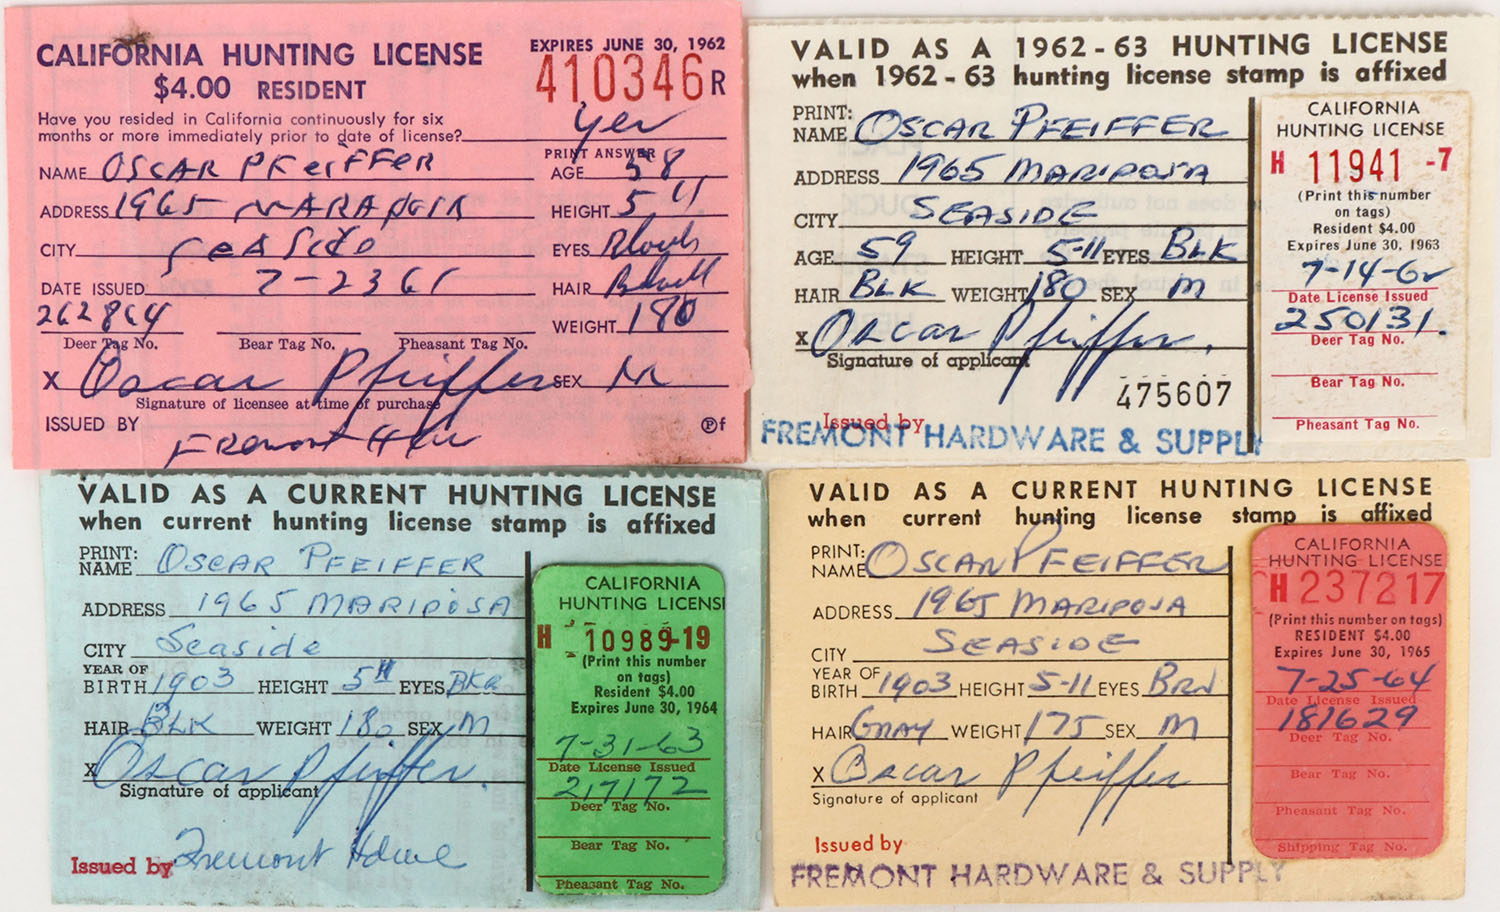 CALIFORNIA HUNTING LICENSE
$4.00 RESIDENT
EXPIRES JUNE 30, 1962
410346 R
Have you resided in California continuously for six
months or more immediately prior to date of license? Yes
PRINT ANSWER
NAME OSCAR PFEIFFER
AGE 58
ADDRESS 1965
HEIGHT 5 11
CITY Seaside
EYES
DATE ISSUED 7-23 61
HAIR
262864
WEIGHT 180
Deer Tag No. Bear Tag No. Pheasant Tag No.
X Oscar Pfeiffer
SEX M
Signature of licensee at time of purchase
ISSUED BY Fremont Hdw
Ⓟf
VALID AS A 1962-63 HUNTING LICENSE
when 1962-63 hunting license stamp is affixed
PRINT:
NAME OSCAR PFEIFFER
ADDRESS 1965 MARIPOSA
CITY SEASIDE
AGE 59 HEIGHT 5-11 EYES BLK
HAIR BLK WEIGHT 180 SEX M
X Oscar Pfeiffer.
Signature of applicant
475607
Issued by
FREMONT HARDWARE & SUPPLY
CALIFORNIA
HUNTING LICENSE
H 11941 -7
(Print this number
on tags)
Resident $4.00
Expires June 30, 1963
7-14-62
Date License Issued
250131.
Deer Tag No.
Bear Tag No.
Pheasant Tag No.
VALID AS A CURRENT HUNTING LICENSE
when current hunting license stamp is affixed
PRINT:
NAME OSCAR PFEIFFER
ADDRESS 1965 MARIPOSA
CITY Seaside
YEAR OF
BIRTH 1903 HEIGHT 5 11 EYES
HAIR BLK WEIGHT 180 SEX M
X Oscar Pfeiffer.
Signature of applicant
Issued by Fremont Hdwe
CALIFORNIA
HUNTING LICENSE
H 10989-19
(Print this number
on tags)
Resident $4.00
Expires June 30, 1964
7-31-63
Date License Issued
217172
Deer Tag No.
Bear Tag No.
Pheasant Tag No.
VALID AS A CURRENT HUNTING LICENSE
when current hunting license stamp is affixed
PRINT:
NAME OSCAR PFEIFFER
ADDRESS 1965 MARIPOSA
CITY SEASIDE
YEAR OF
BIRTH 1903 HEIGHT 5-11 EYES BRN
HAIR GRAY WEIGHT 175 SEX M
X Oscar Pfeiffer
Signature of applicant
Issued by
FREMONT HARDWARE & SUPPLY
CALIFORNIA
HUNTING LICENSE
H 237217
(Print this number on tags)
RESIDENT $4.00
Expires June 30, 1965
7-25-64
Date License Issued
181629
Deer Tag No.
Bear Tag No.
Pheasant Tag No.
Shipping Tag No.